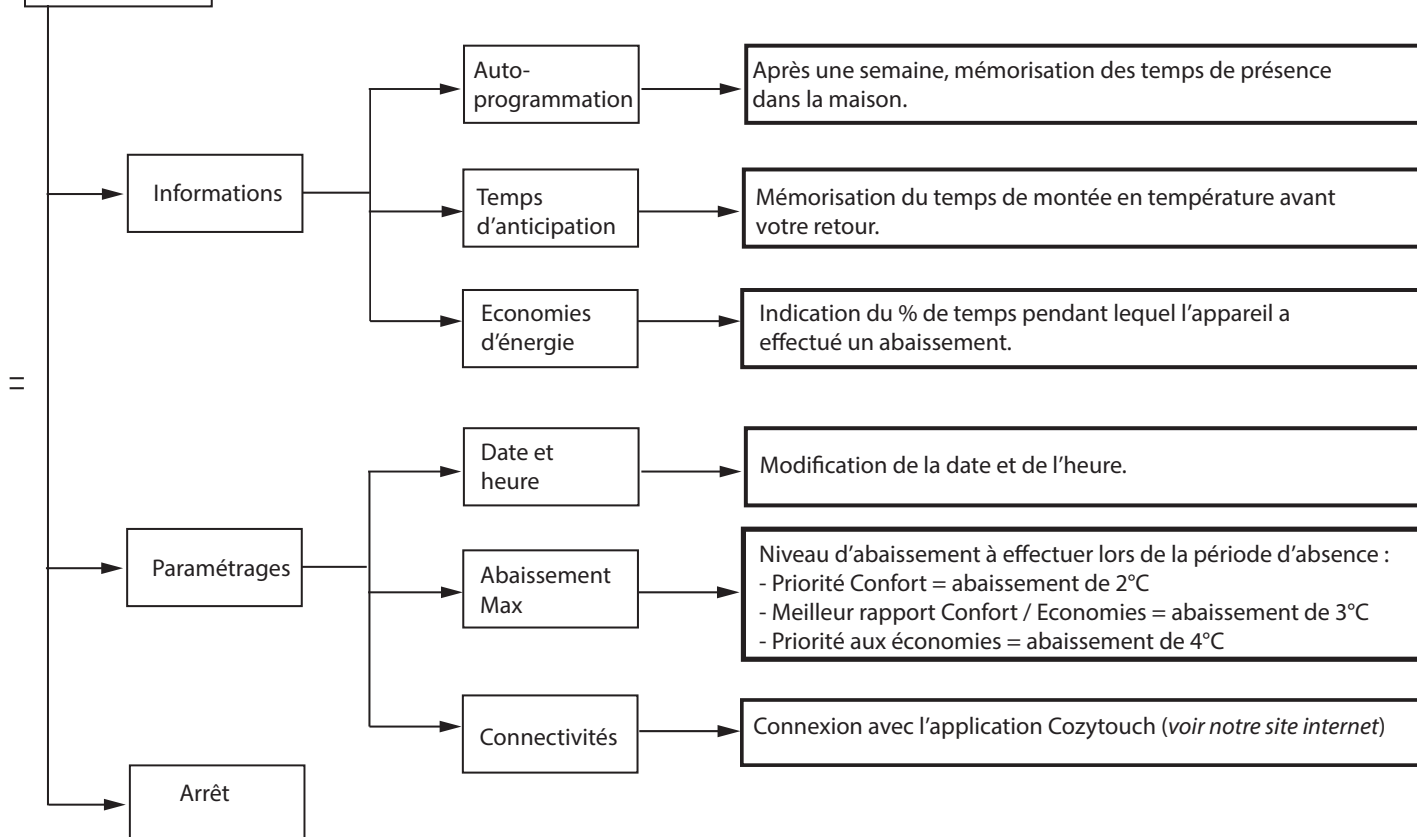 Auto-
programmation
Après une semaine, mémorisation des temps de présence
dans la maison.
Informations
Temps
d'anticipation
Mémorisation du temps de montée en température avant
votre retour.
Economies
d'énergie
Indication du % de temps pendant lequel l'appareil a
effectué un abaissement.
=
Date et
heure
Modification de la date et de l'heure.
Paramétrages
Abaissement
Max
Niveau d'abaissement à effectuer lors de la période d'absence :
- Priorité Confort = abaissement de 2°C
- Meilleur rapport Confort / Economies = abaissement de 3°C
- Priorité aux économies = abaissement de 4°C
Connectivités
Connexion avec l'application Cozytouch (voir notre site internet)
Arrêt